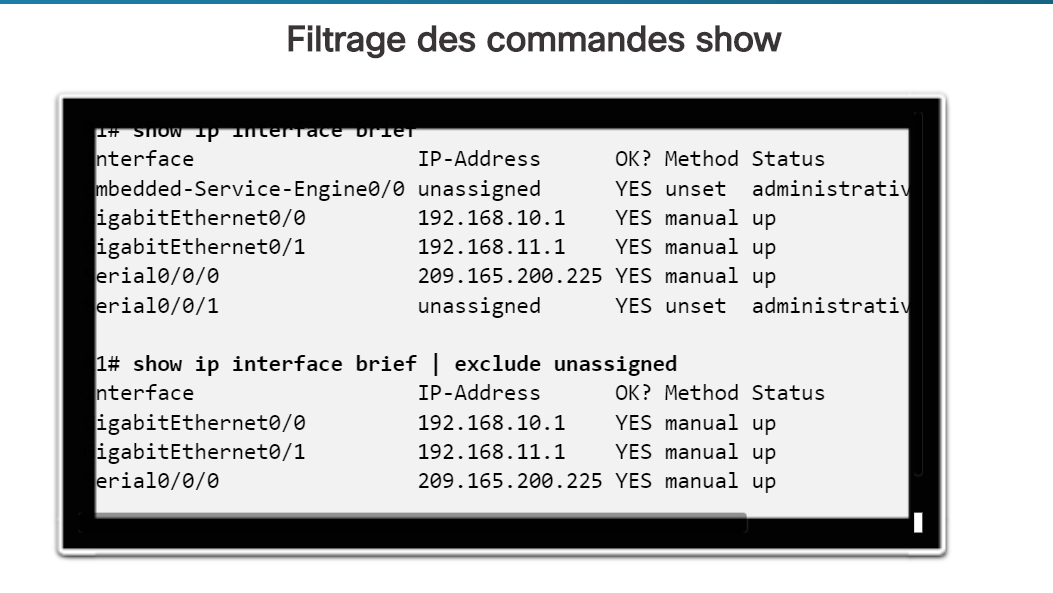 Filtrage des commandes show
1# show ip interface brief
nterface                  IP-Address      OK? Method Status
mbedded-Service-Engine0/0 unassigned      YES unset  administrativ
igabitEthernet0/0         192.168.10.1    YES manual up
igabitEthernet0/1         192.168.11.1    YES manual up
erial0/0/0                209.165.200.225 YES manual up
erial0/0/1                unassigned      YES unset  administrativ
1# show ip interface brief | exclude unassigned
nterface                  IP-Address      OK? Method Status
igabitEthernet0/0         192.168.10.1    YES manual up
igabitEthernet0/1         192.168.11.1    YES manual up
erial0/0/0                209.165.200.225 YES manual up